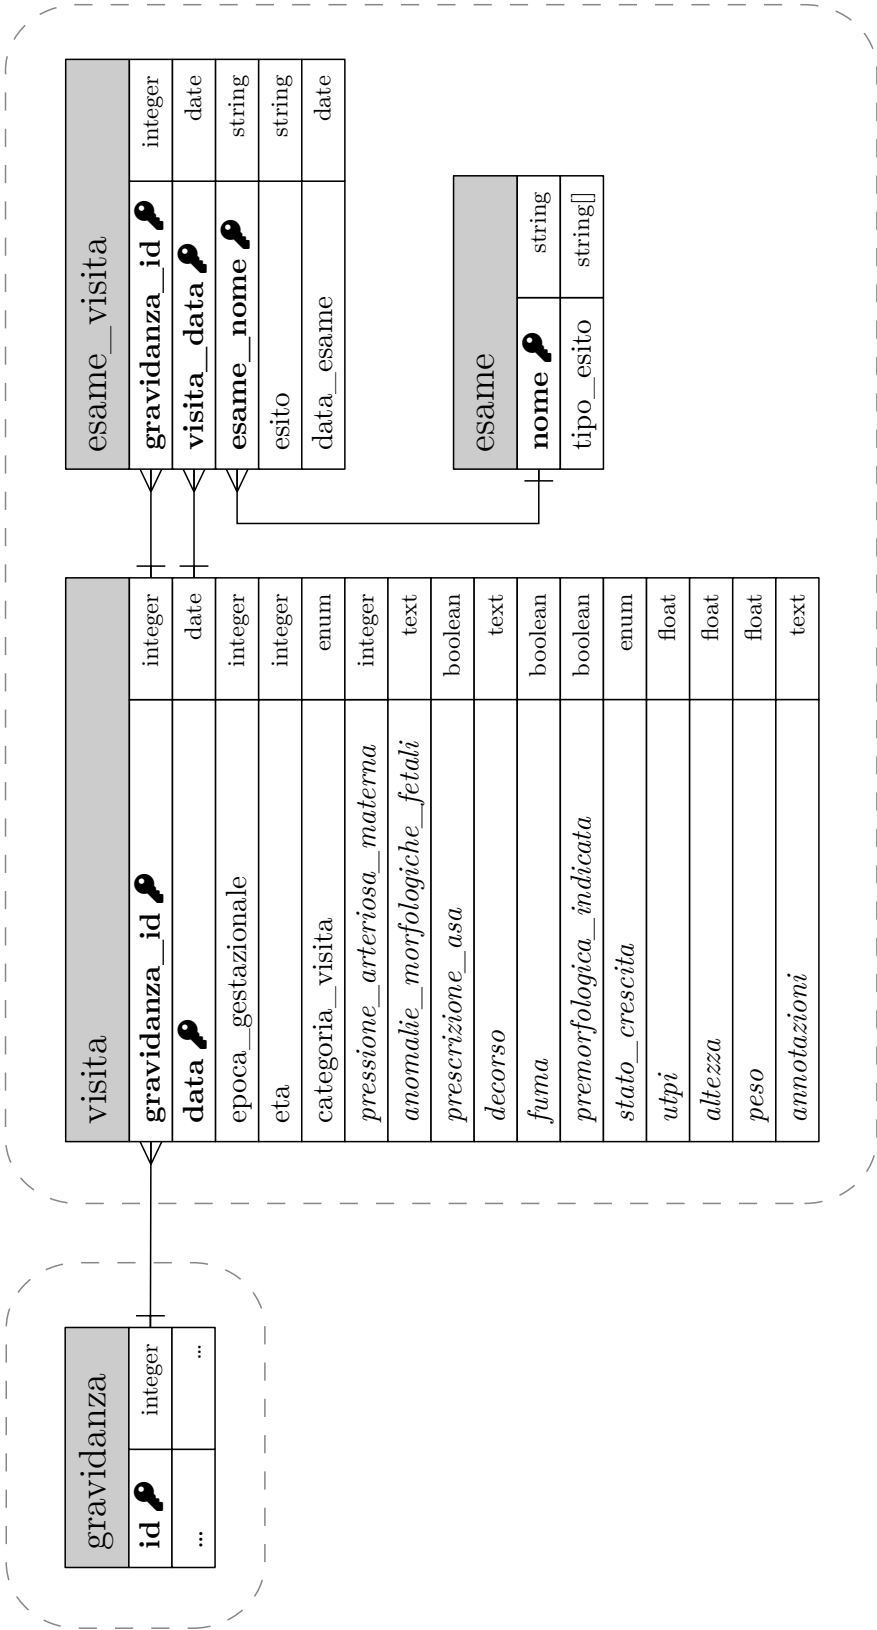 gravidanza
id integer
... ...
visita
gravidanza_id integer
data date
epoca_gestazionale integer
eta integer
categoria_visita enum
pressione_arteriosa_materna integer
anomalie_morfologiche_fetali text
prescrizione_asa boolean
decorso text
fuma boolean
premorfologica_indicata boolean
stato_crescita enum
utpi float
altezza float
peso float
annotazioni text
esame_visita
gravidanza_id integer
visita_data date
esame_nome string
esito string
data_esame date
esame
nome string
tipo_esito string[]